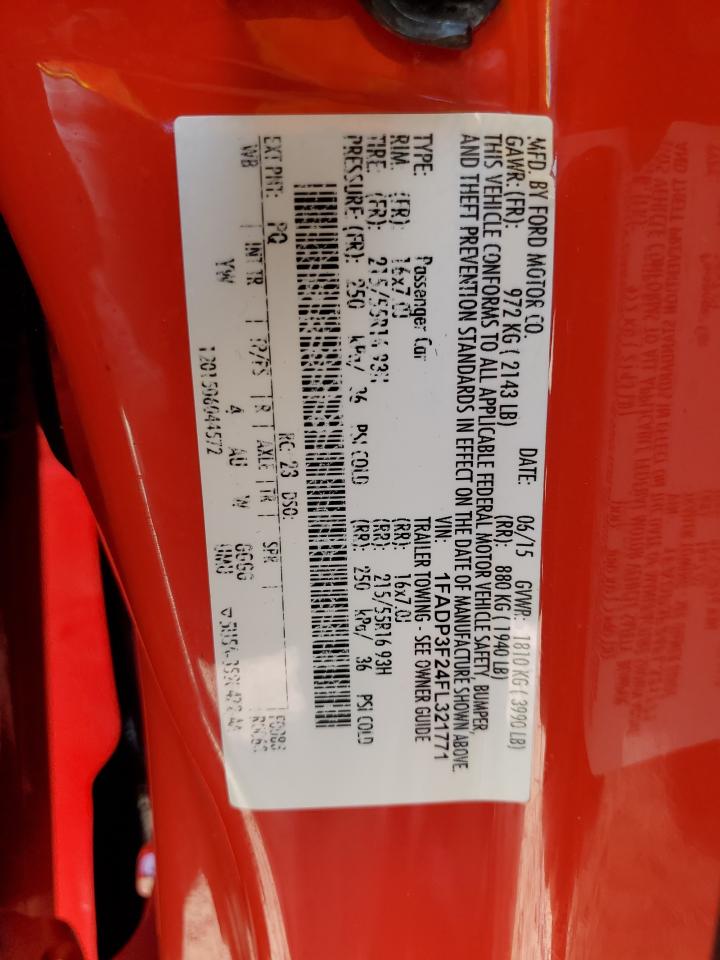 MFD. BY FORD MOTOR CO. DATE: 06/15 GVWR: 1810 KG ( 3990 LB)
GAWR: (FR): 972 KG ( 2143 LB) (RR): 880 KG ( 1940 LB)
THIS VEHICLE CONFORMS TO ALL APPLICABLE FEDERAL MOTOR VEHICLE SAFETY, BUMPER,
AND THEFT PREVENTION STANDARDS IN EFFECT ON THE DATE OF MANUFACTURE SHOWN ABOVE.
VIN: 1FADP3F24FL321771
TYPE: Passenger Car TRAILER TOWING - SEE OWNER GUIDE
RIM: (FR): 16x7.0J (RR): 16x7.0J
TIRE: (FR): 215/55R16 93H (RR): 215/55R16 93H
PRESSURE: (FR): 250 kPa/ 36 PSI COLD (RR): 250 kPa/ 36 PSI COLD
EXT PNT: PQ RC: 23 DSO:
WB INT TR R AXLE TR SPR
YW A AU W
1201506044572